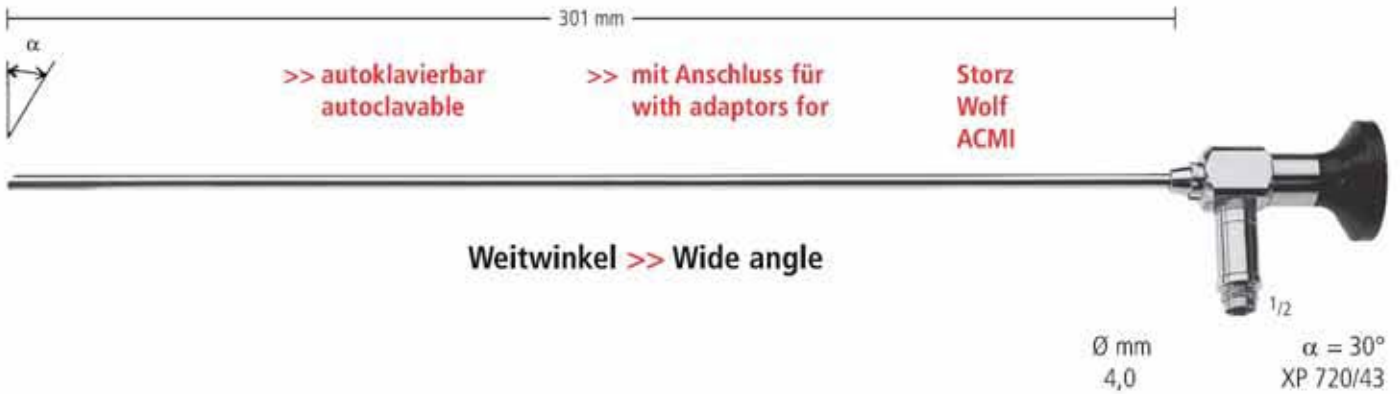 301 mm
α
>> autoklavierbar
autoclavable
>> mit Anschluss für
with adaptors for
Storz
Wolf
ACMI
Weitwinkel >> Wide angle
1/2
Ø mm
4,0
α = 30°
XP 720/43